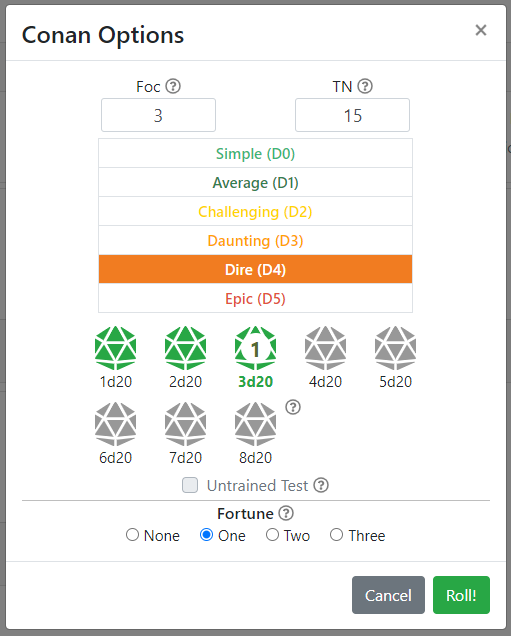 Conan Options ×
Foc ? TN ?
3 15
Simple (D0)
Average (D1)
Challenging (D2)
Daunting (D3)
Dire (D4)
Epic (D5)
1
1d20 2d20 3d20 4d20 5d20
?
6d20 7d20 8d20
Untrained Test ?
Fortune ?
None One Two Three
Cancel Roll!